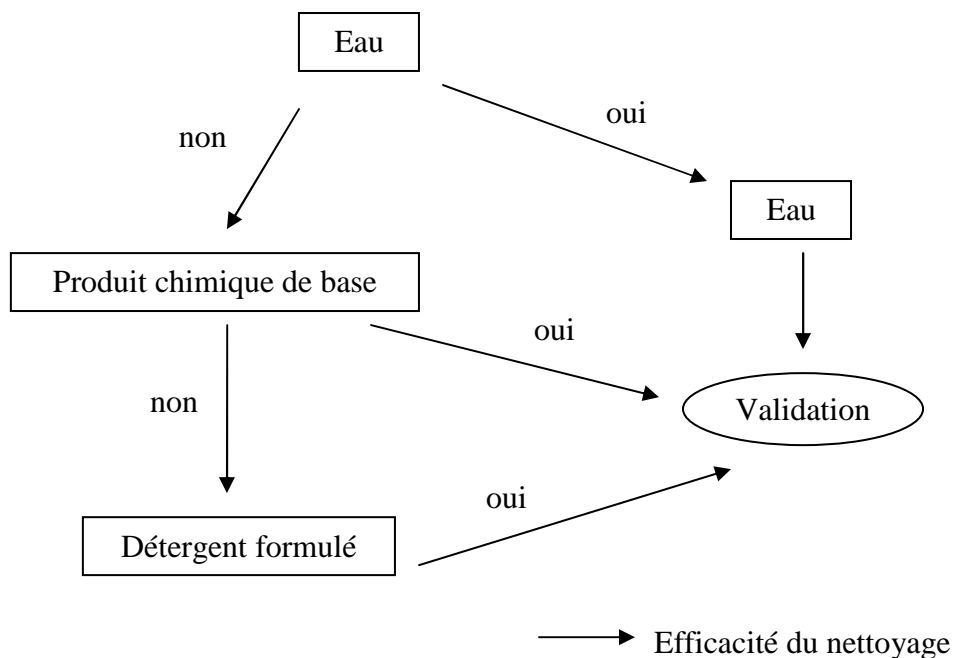 Eau
oui
non
Eau
Produit chimique de base
oui
non
Validation
oui
Détergent formulé
Efficacité du nettoyage